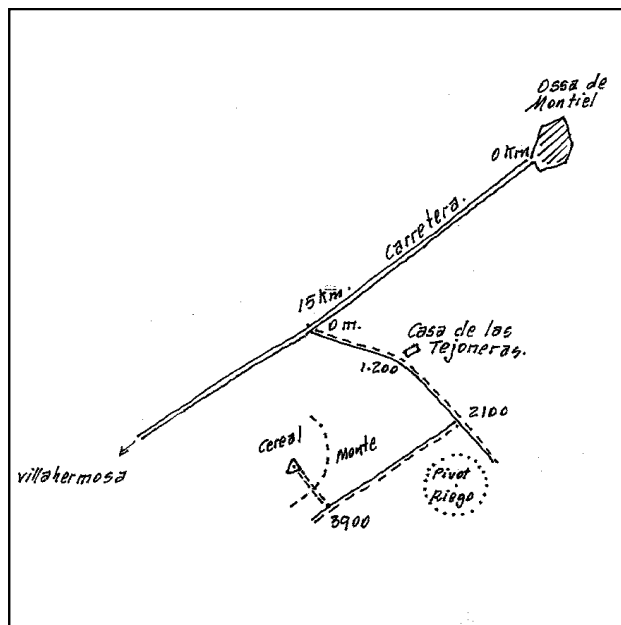 Ossa de
Montiel
0 Km
Carretera.
15 Km.
0 m.
Casa de las
Tejoneras.
1.200
2100
Cereal
Monte
villahermosa
Pivot
Riego
3900